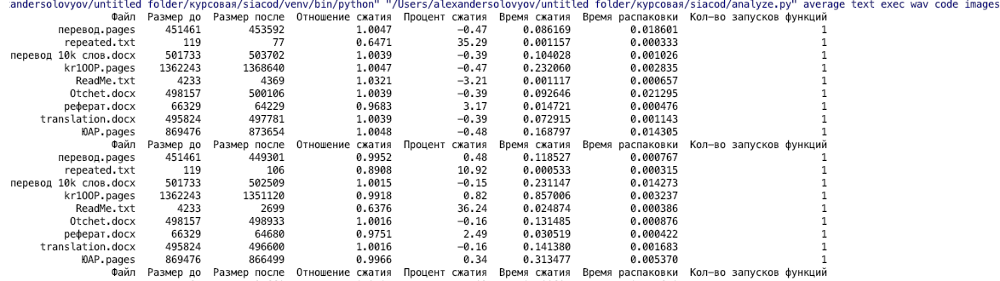 andersolovyov/untitled folder/курсовая/siacod/venv/bin/python" "/Users/alexandersolovyov/untitled folder/курсовая/siacod/analyze.py" average text exec wav code images
Файл Размер до Размер после Отношение сжатия Процент сжатия Время сжатия Время распаковки Кол-во запусков функций
перевод.pages 451461 453592 1.0047 -0.47 0.086169 0.018601 1
repeated.txt 119 77 0.6471 35.29 0.001157 0.000333 1
перевод 10k слов.docx 501733 503702 1.0039 -0.39 0.104028 0.001026 1
kr1OOP.pages 1362243 1368640 1.0047 -0.47 0.232060 0.002835 1
ReadMe.txt 4233 4369 1.0321 -3.21 0.001117 0.000657 1
Otchet.docx 498157 500106 1.0039 -0.39 0.092646 0.021295 1
реферат.docx 66329 64229 0.9683 3.17 0.014721 0.000476 1
translation.docx 495824 497781 1.0039 -0.39 0.072915 0.001143 1
ЮАР.pages 869476 873654 1.0048 -0.48 0.168797 0.014305 1
Файл Размер до Размер после Отношение сжатия Процент сжатия Время сжатия Время распаковки Кол-во запусков функций
перевод.pages 451461 449301 0.9952 0.48 0.118527 0.000767 1
repeated.txt 119 106 0.8908 10.92 0.000533 0.000315 1
перевод 10k слов.docx 501733 502509 1.0015 -0.15 0.231147 0.014273 1
kr1OOP.pages 1362243 1351120 0.9918 0.82 0.857006 0.003237 1
ReadMe.txt 4233 2699 0.6376 36.24 0.024874 0.000386 1
Otchet.docx 498157 498933 1.0016 -0.16 0.131485 0.000876 1
реферат.docx 66329 64680 0.9751 2.49 0.030519 0.000422 1
translation.docx 495824 496600 1.0016 -0.16 0.141380 0.001683 1
ЮАР.pages 869476 866499 0.9966 0.34 0.313477 0.005370 1
Файл Размер до Размер после Отношение сжатия Процент сжатия Время сжатия Время распаковки Кол-во запусков функций